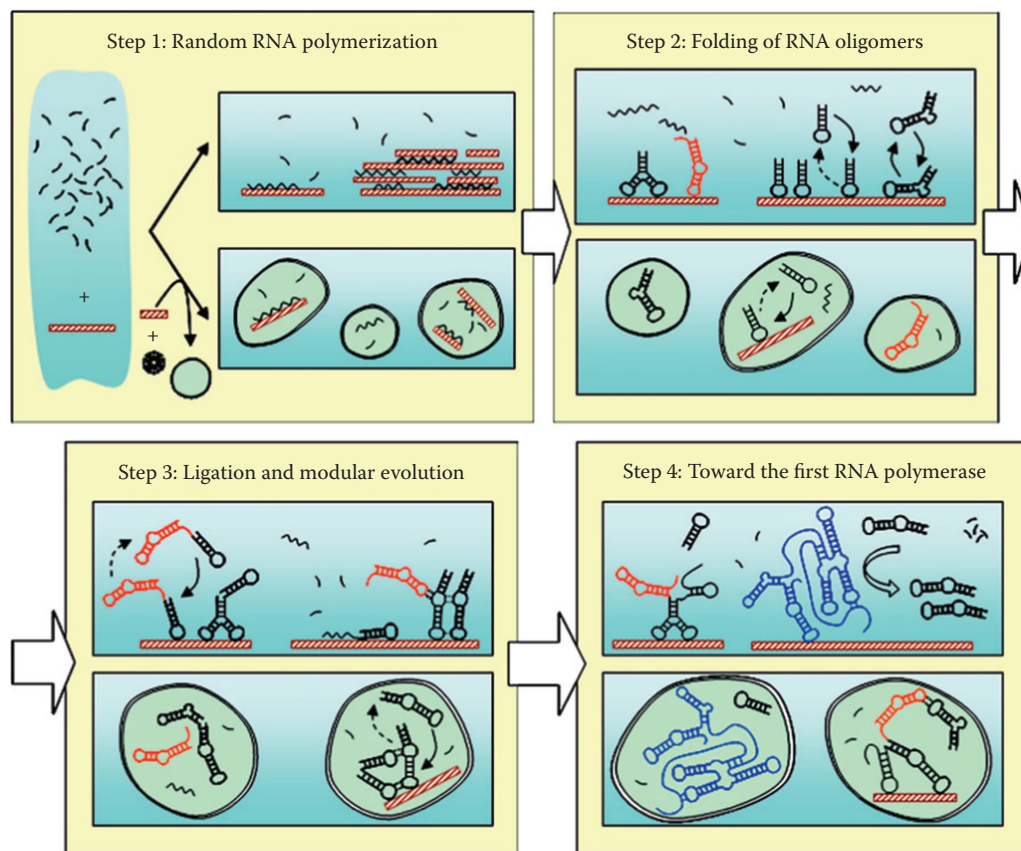 Step 1: Random RNA polymerization
+
+
Step 2: Folding of RNA oligomers
Step 3: Ligation and modular evolution
Step 4: Toward the first RNA polymerase